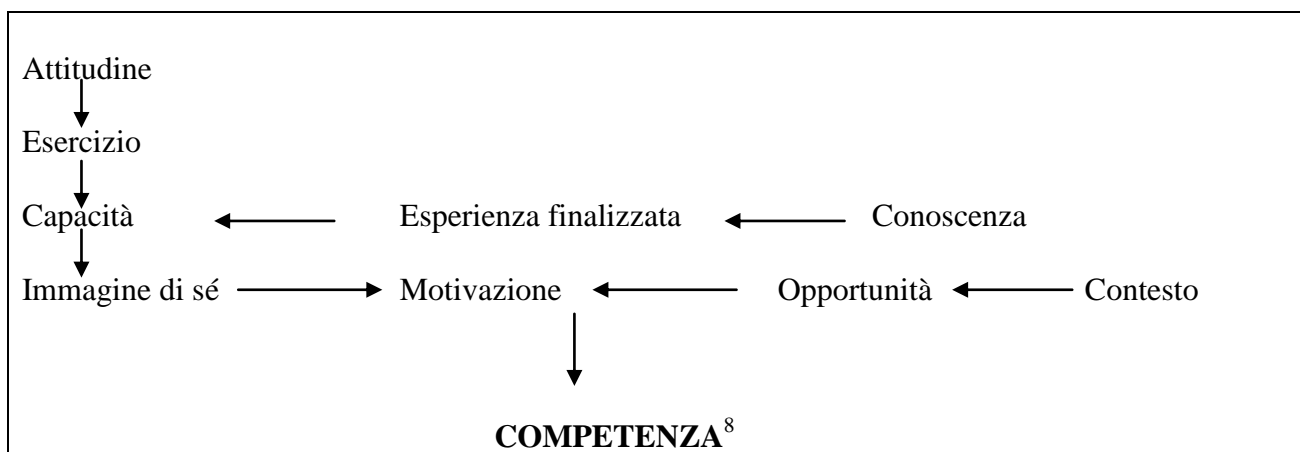 Attitudine
Esercizio
Capacità Esperienza finalizzata Conoscenza
Immagine di sé Motivazione Opportunità Contesto
COMPETENZA⁸